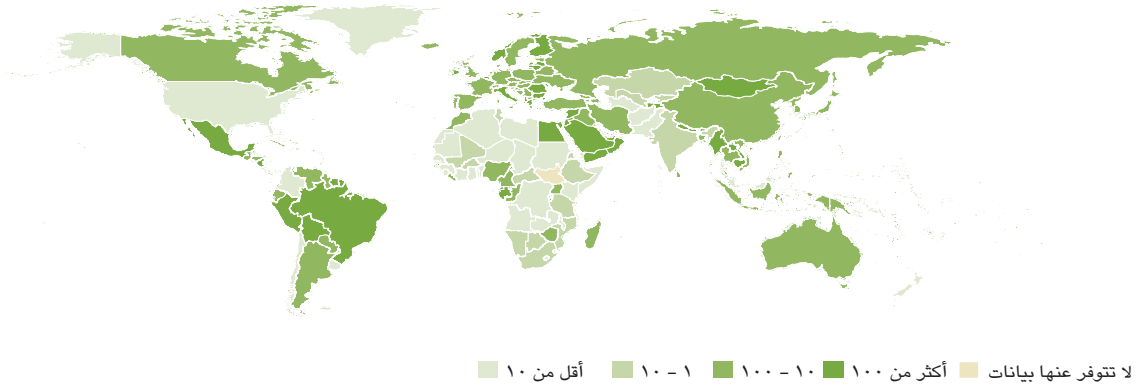 لا تتوفر عنها بيانات أكثر من ١٠٠ ١٠ - ١٠٠ ١ - ١٠ أقل من ١٠